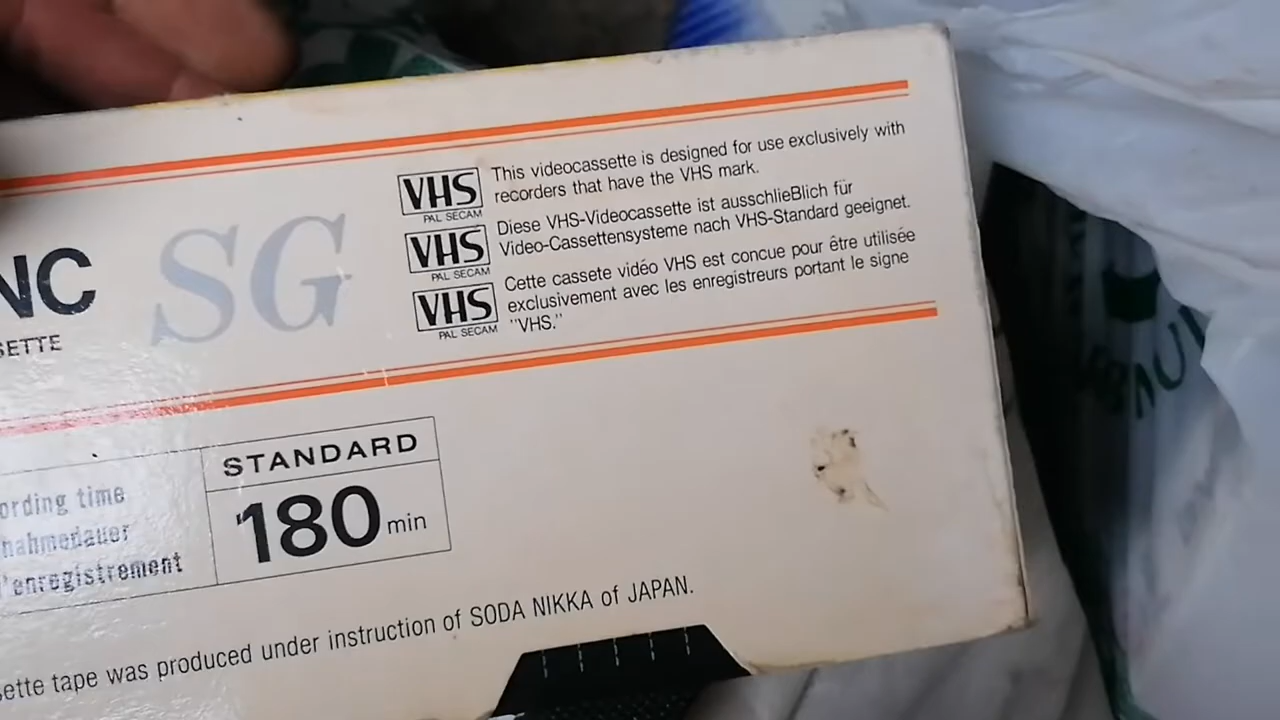 NC
SETTE
SG
VHS
PAL SECAM
This videocassette is designed for use exclusively with
recorders that have the VHS mark.
VHS
PAL SECAM
Diese VHS-Videocassette ist ausschlieBlich für
Video-Cassettensysteme nach VHS-Standard geeignet.
VHS
PAL SECAM
Cette cassete vidéo VHS est concue pour être utilisée
exclusivement avec les enregistreurs portant le signe
"VHS."
ording time
nahmedauer
'enregistrement
STANDARD
180 min
sette tape was produced under instruction of SODA NIKKA of JAPAN.